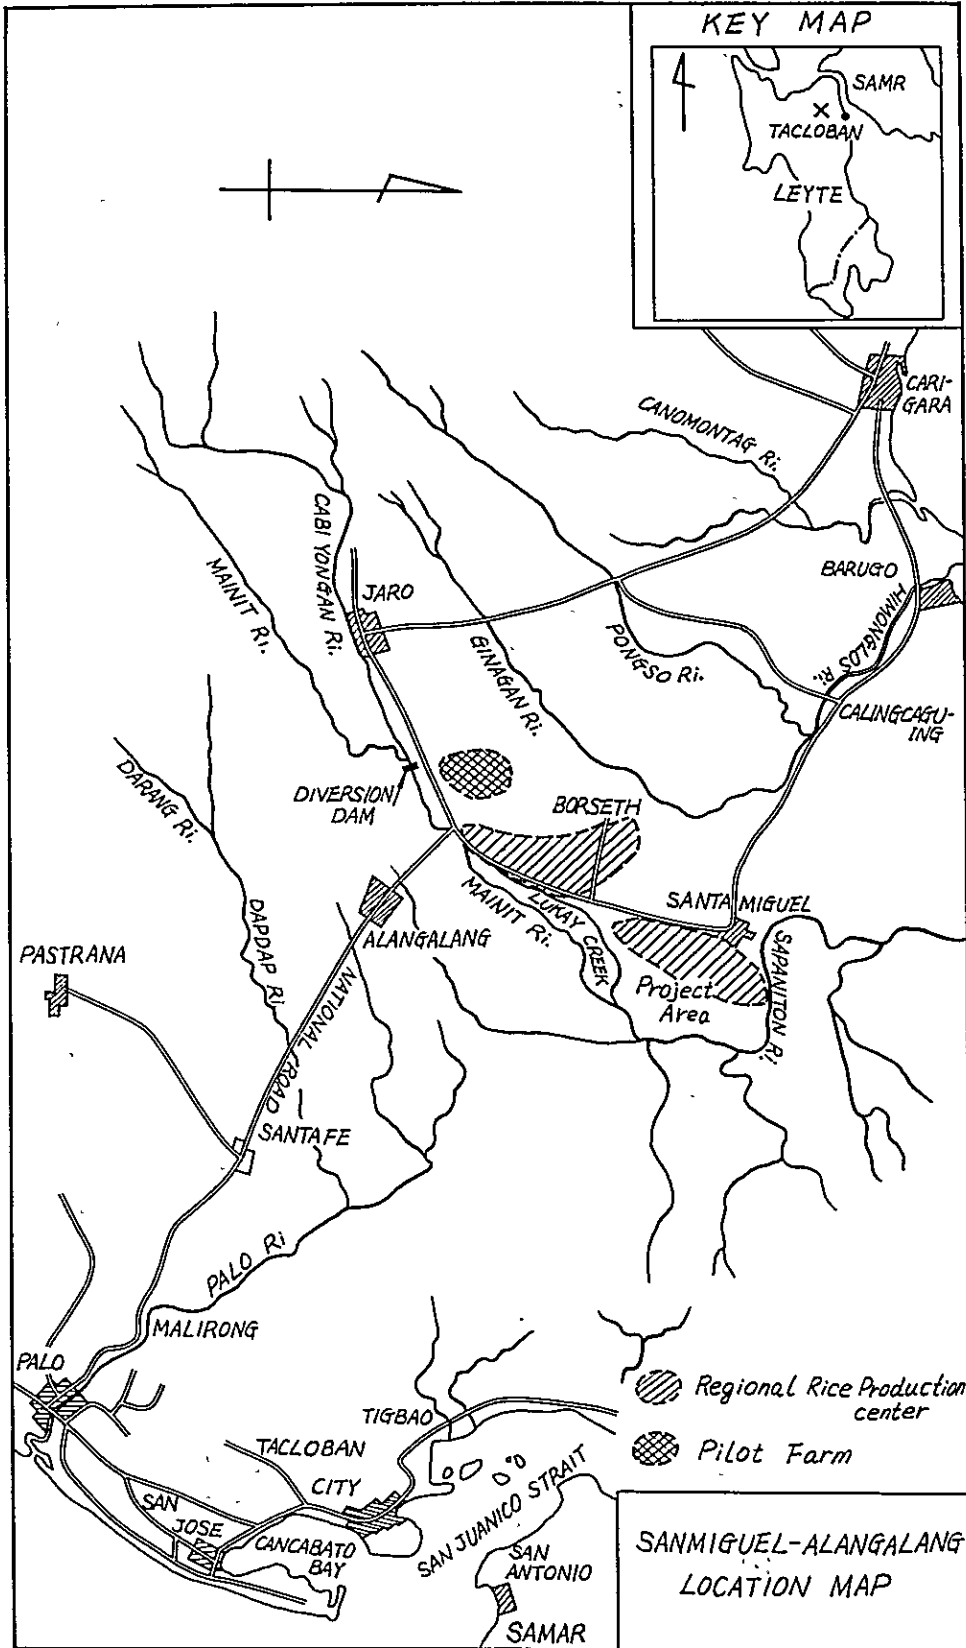 KEY MAP
SAMR
TACLOBAN
LEYTE
CARI-
GARA
CANOMONTAG Ri.
CABI YONGAN Ri.
MAINIT Ri.
JARO
BARUGO
HIMONGLOS Ri.
GINAGAN Ri.
PONGSO Ri.
CALINGCAGU-
ING
DARANG Ri.
DIVERSION
DAM
BORSETH
MAINIT Ri.
LUKAY CREEK
SANTA MIGUEL
ALANGALANG
DAPDAP Ri.
PASTRANA
NATIONAL ROAD
Project
Area
SAPANITON Ri.
SANTAFE
PALO Ri
MALIRONG
PALO
TIGBAO
TACLOBAN
CITY
SAN
JOSE
CANCABATO
BAY
SAN JUANICO STRAIT
SAN
ANTONIO
SAMAR
Regional Rice Production
center
Pilot Farm
SANMIGUEL-ALANGALANG
LOCATION MAP